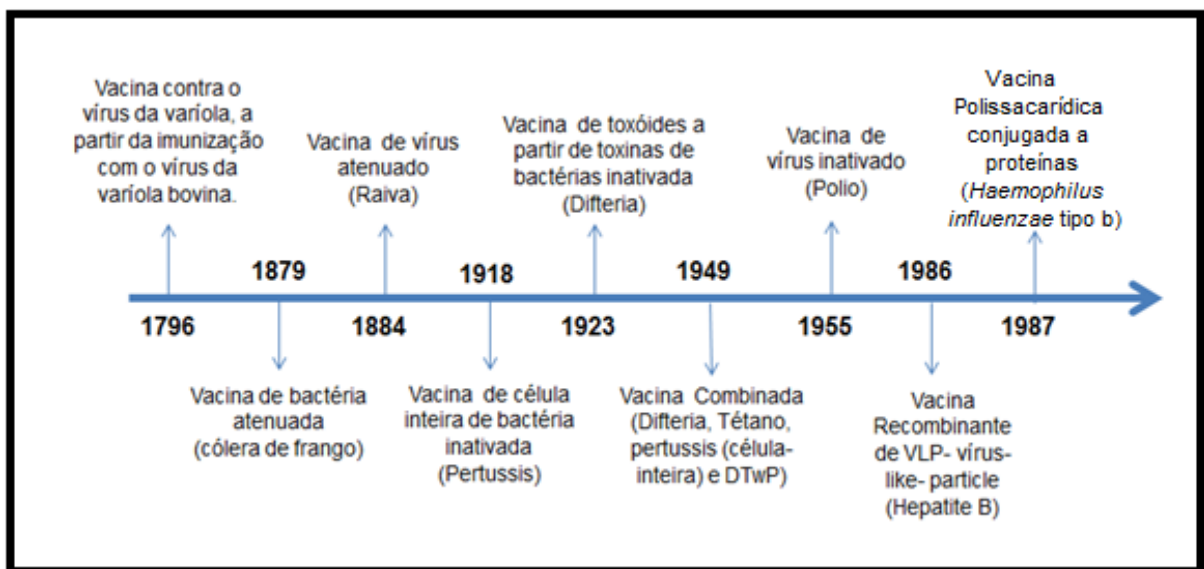 Vacina contra o
vírus da varíola, a
partir da imunização
com o vírus da
varíola bovina.
Vacina de vírus
atenuado
(Raiva)
Vacina de toxóides a
partir de toxinas de
bactérias inativada
(Difteria)
Vacina de
vírus inativado
(Polio)
Vacina
Polissacarídica
conjugada a
proteínas
(Haemophilus
influenzae tipo b)
1879
1918
1949
1986
1796
1884
1923
1955
1987
Vacina de bactéria
atenuada
(cólera de frango)
Vacina de célula
inteira de bactéria
inativada
(Pertussis)
Vacina Combinada
(Difteria, Tétano,
pertussis (célula-
inteira) e DTwP)
Vacina
Recombinante
de VLP- vírus-
like- particle
(Hepatite B)